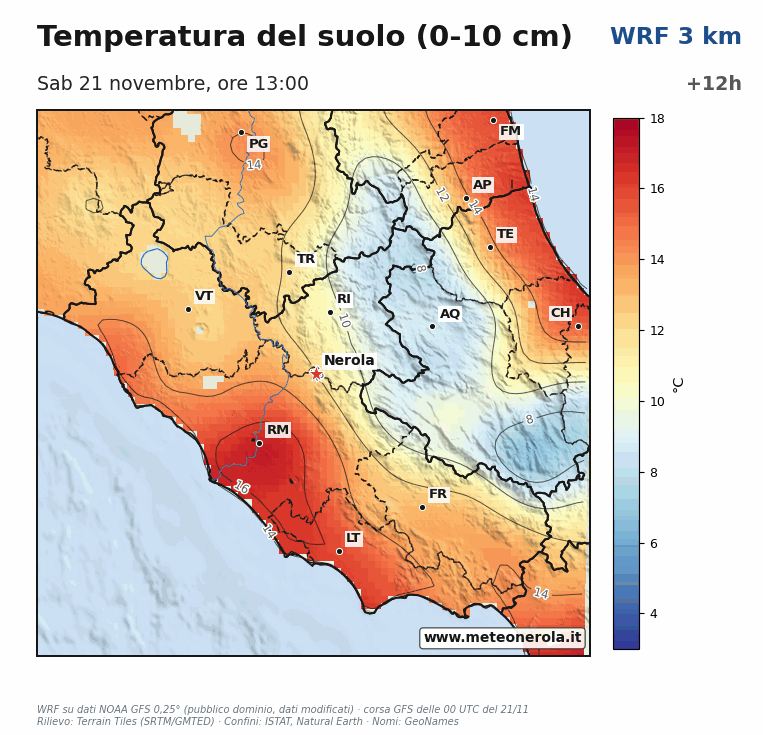 Temperatura del suolo (0-10 cm)
WRF 3 km
Sab 21 novembre, ore 13:00
+12h
PG
14
FM
12
AP
14
14
TE
8
TR
VT
RI
10
AQ
CH
Nerola
8
RM
16
14
FR
LT
14
www.meteonerola.it
18
16
14
12
10
8
6
4
°C
WRF su dati NOAA GFS 0,25° (pubblico dominio, dati modificati) · corsa GFS delle 00 UTC del 21/11
Rilievo: Terrain Tiles (SRTM/GMTED) · Confini: ISTAT, Natural Earth · Nomi: GeoNames